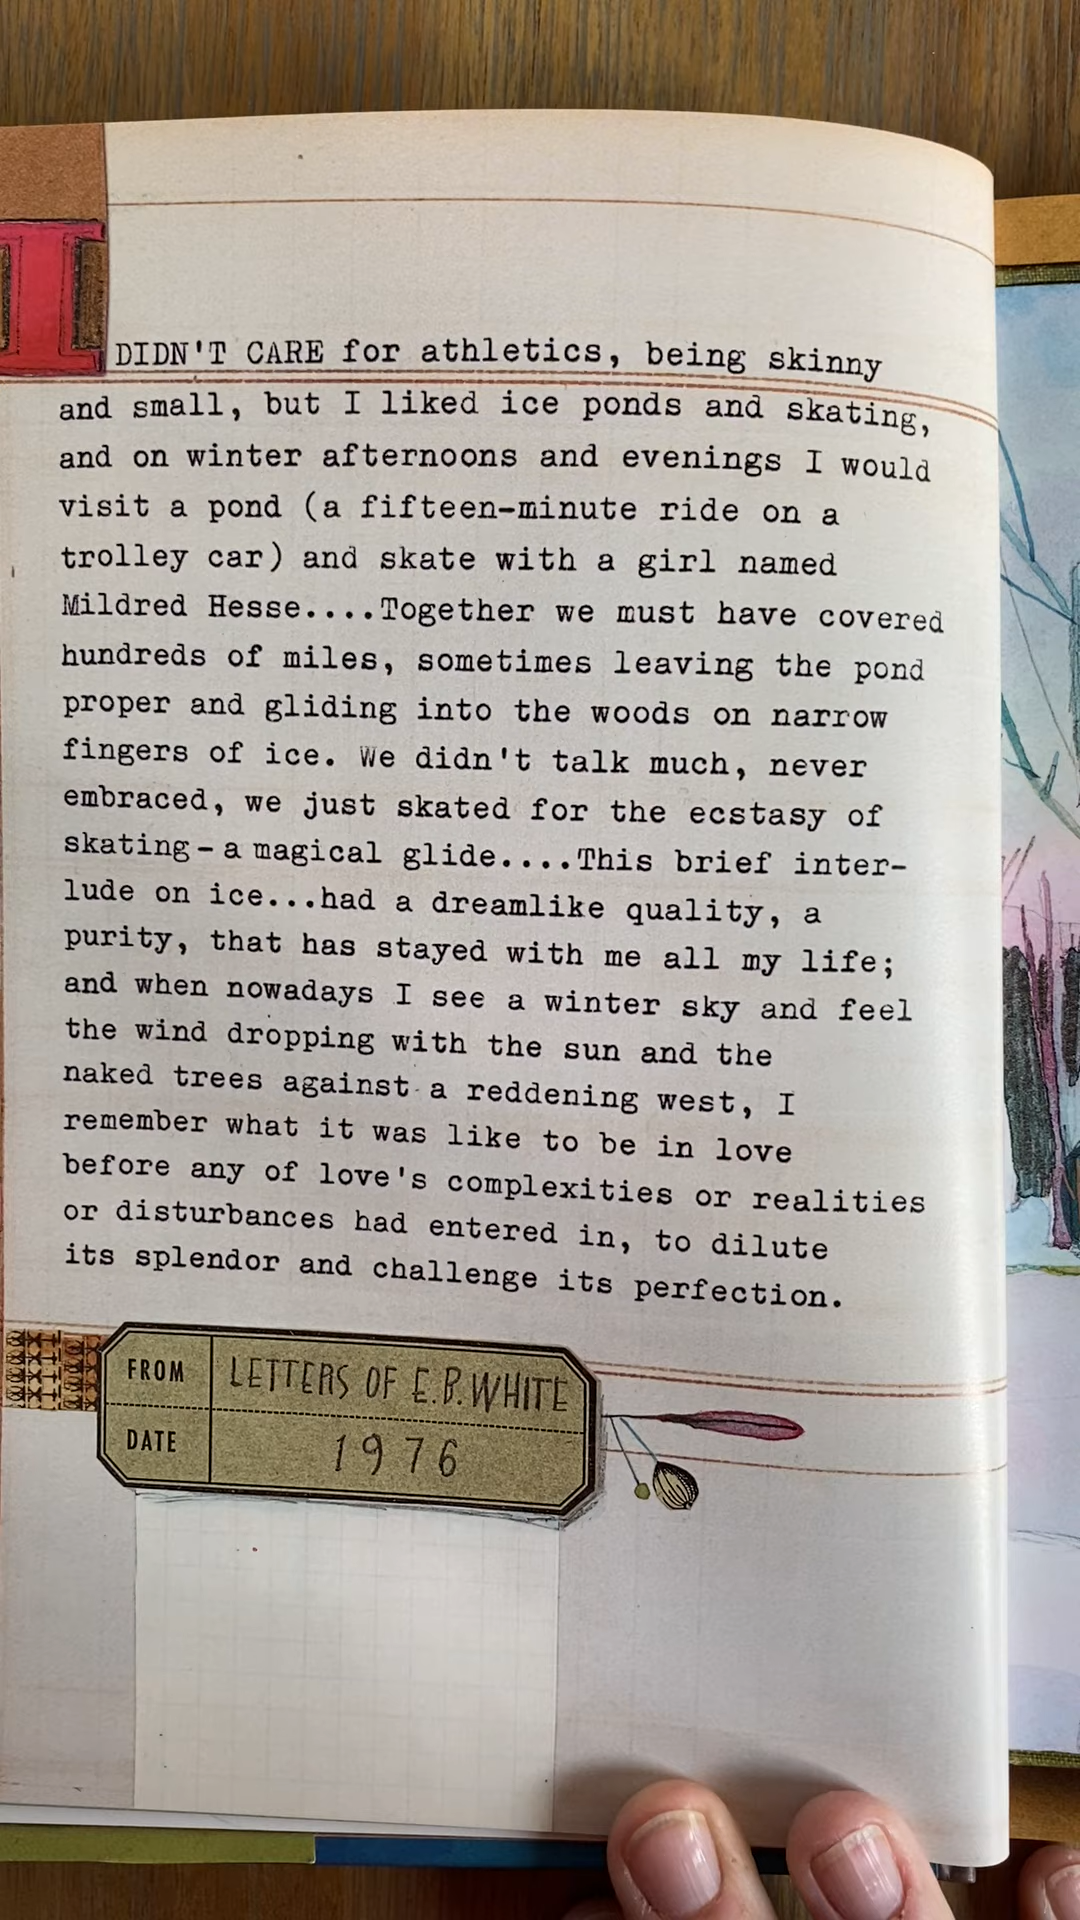 I DIDN'T CARE for athletics, being skinny
and small, but I liked ice ponds and skating,
and on winter afternoons and evenings I would
visit a pond (a fifteen-minute ride on a
trolley car) and skate with a girl named
Mildred Hesse....Together we must have covered
hundreds of miles, sometimes leaving the pond
proper and gliding into the woods on narrow
fingers of ice. We didn't talk much, never
embraced, we just skated for the ecstasy of
skating-a magical glide....This brief inter-
lude on ice...had a dreamlike quality, a
purity, that has stayed with me all my life;
and when nowadays I see a winter sky and feel
the wind dropping with the sun and the
naked trees against a reddening west, I
remember what it was like to be in love
before any of love's complexities or realities
or disturbances had entered in, to dilute
its splendor and challenge its perfection.
FROM LETTERS OF E.B. WHITE
DATE 1976